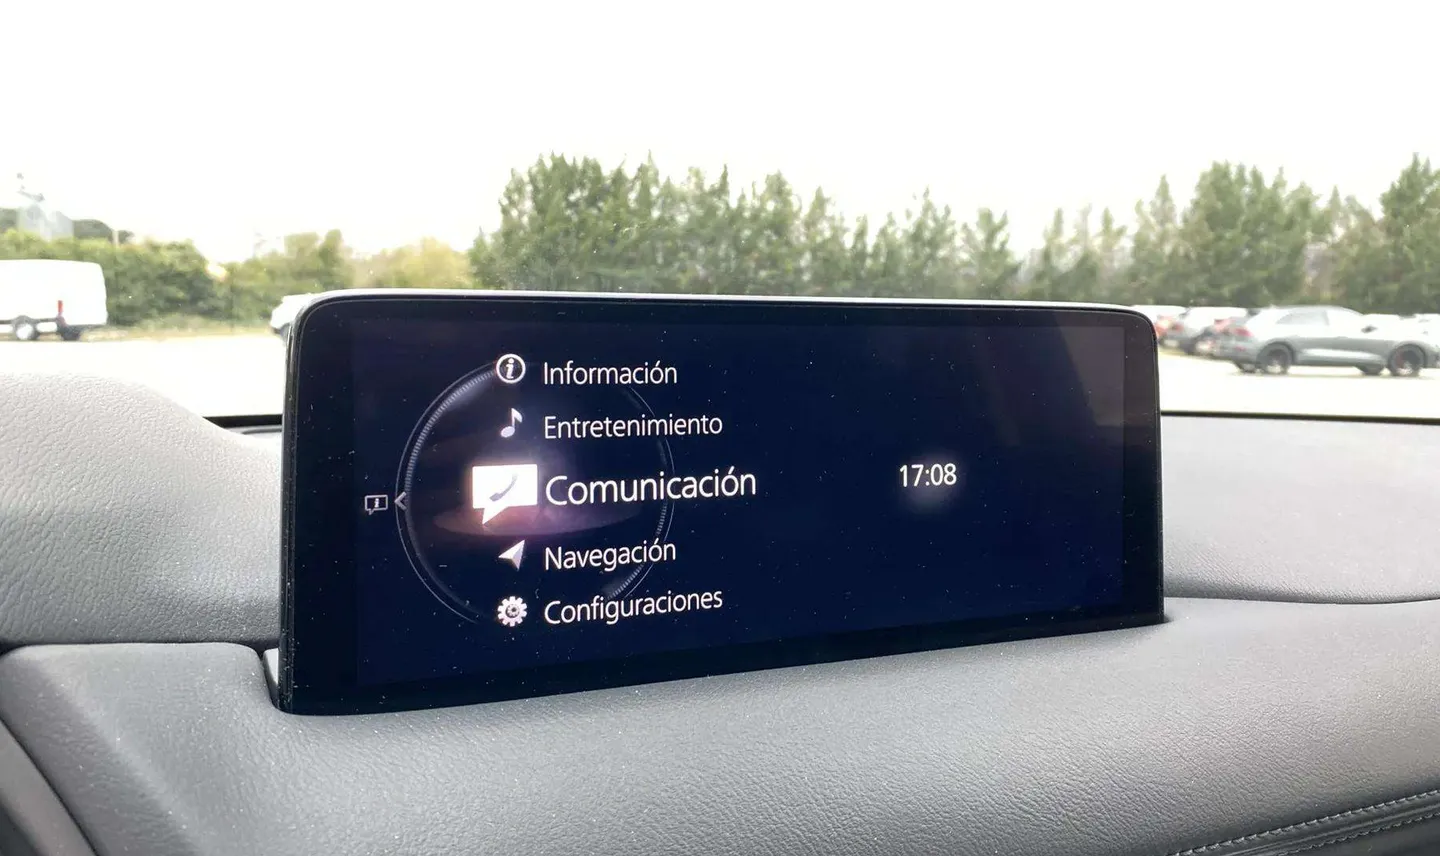 Información
Entretenimiento
Comunicación
17:08
Navegación
Configuraciones